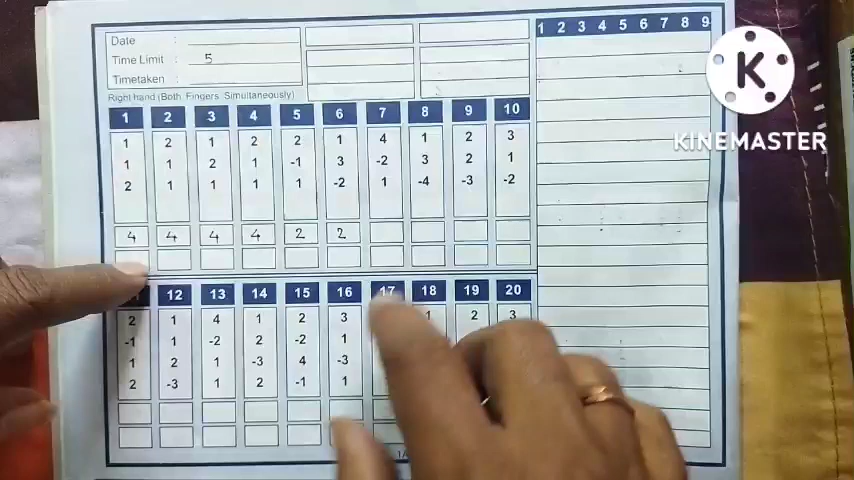 Date :
Time Limit : 5
Timetaken :
Right hand (Both Fingers Simultaneously)
1 2 3 4 5 6 7 8 9
K
KINEMASTER
1 2 3 4 5 6 7 8 9 10
1 2 1 2 2 1 4 1 2 3
1 1 2 1 -1 3 -2 3 2 1
2 1 1 1 1 -2 1 -4 -3 -2
4 4 4 4 2 2
12 13 14 15 16 17 18 19 20
2 1 4 1 2 3 1 2 3
-1 1 -2 2 -2 1
1 2 1 -3 4 -3
2 -3 1 2 -1 1